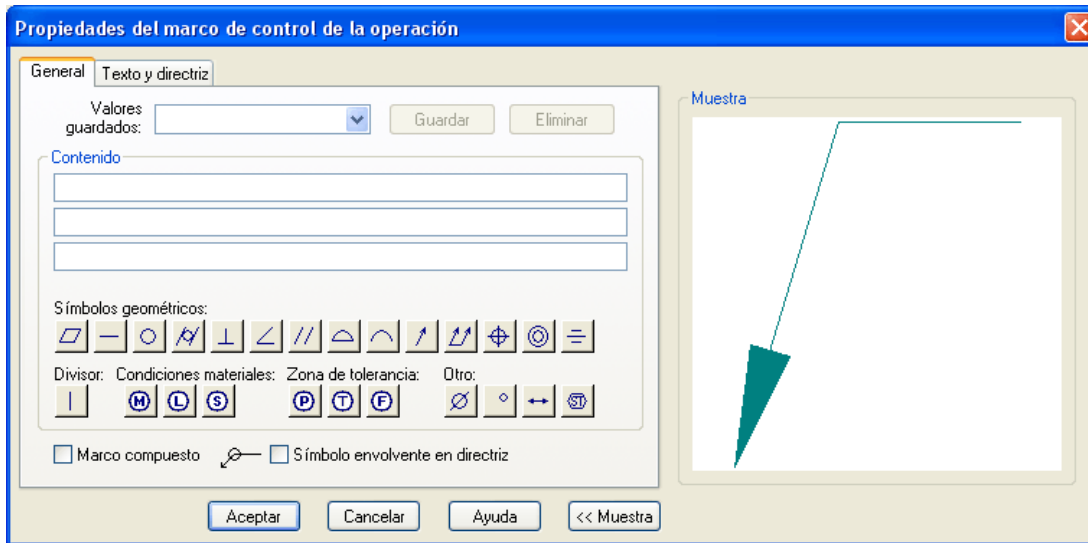 Propiedades del marco de control de la operación
General Texto y directriz
Valores guardados:
Guardar Eliminar
Contenido
Símbolos geométricos:
Divisor: Condiciones materiales: Zona de tolerancia: Otro:
M L S P T F ST
Marco compuesto Símbolo envolvente en directriz
Aceptar Cancelar Ayuda << Muestra
Muestra